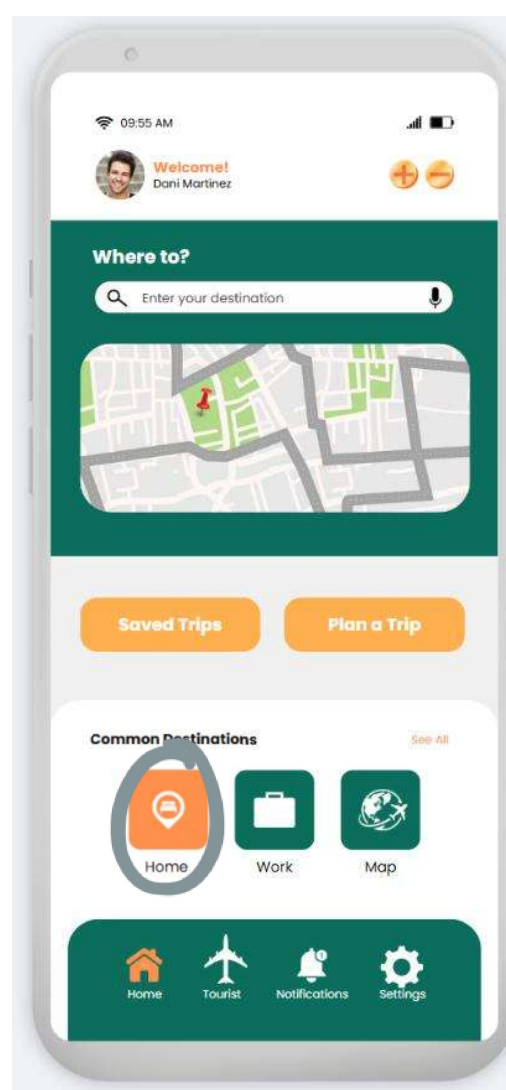 09:55 AM
Welcome!
Dani Martinez
Where to?
Enter your destination
Saved Trips Plan a Trip
Common Destinations See All
Home Work Map
Home Tourist Notifications Settings